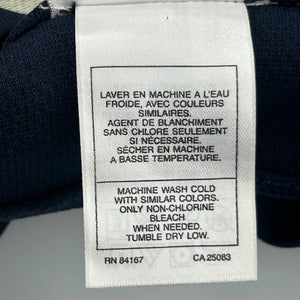 LAVER EN MACHINE A L'EAU
FROIDE, AVEC COULEURS
SIMILAIRES.
AGENT DE BLANCHIMENT
SANS CHLORE SEULEMENT
SI NÉCESSAIRE.
SÉCHER EN MACHINE
A BASSE TEMPERATURE.
MACHINE WASH COLD
WITH SIMILAR COLORS.
ONLY NON-CHLORINE
BLEACH
WHEN NEEDED.
TUMBLE DRY LOW.
RN 84167 CA 25083